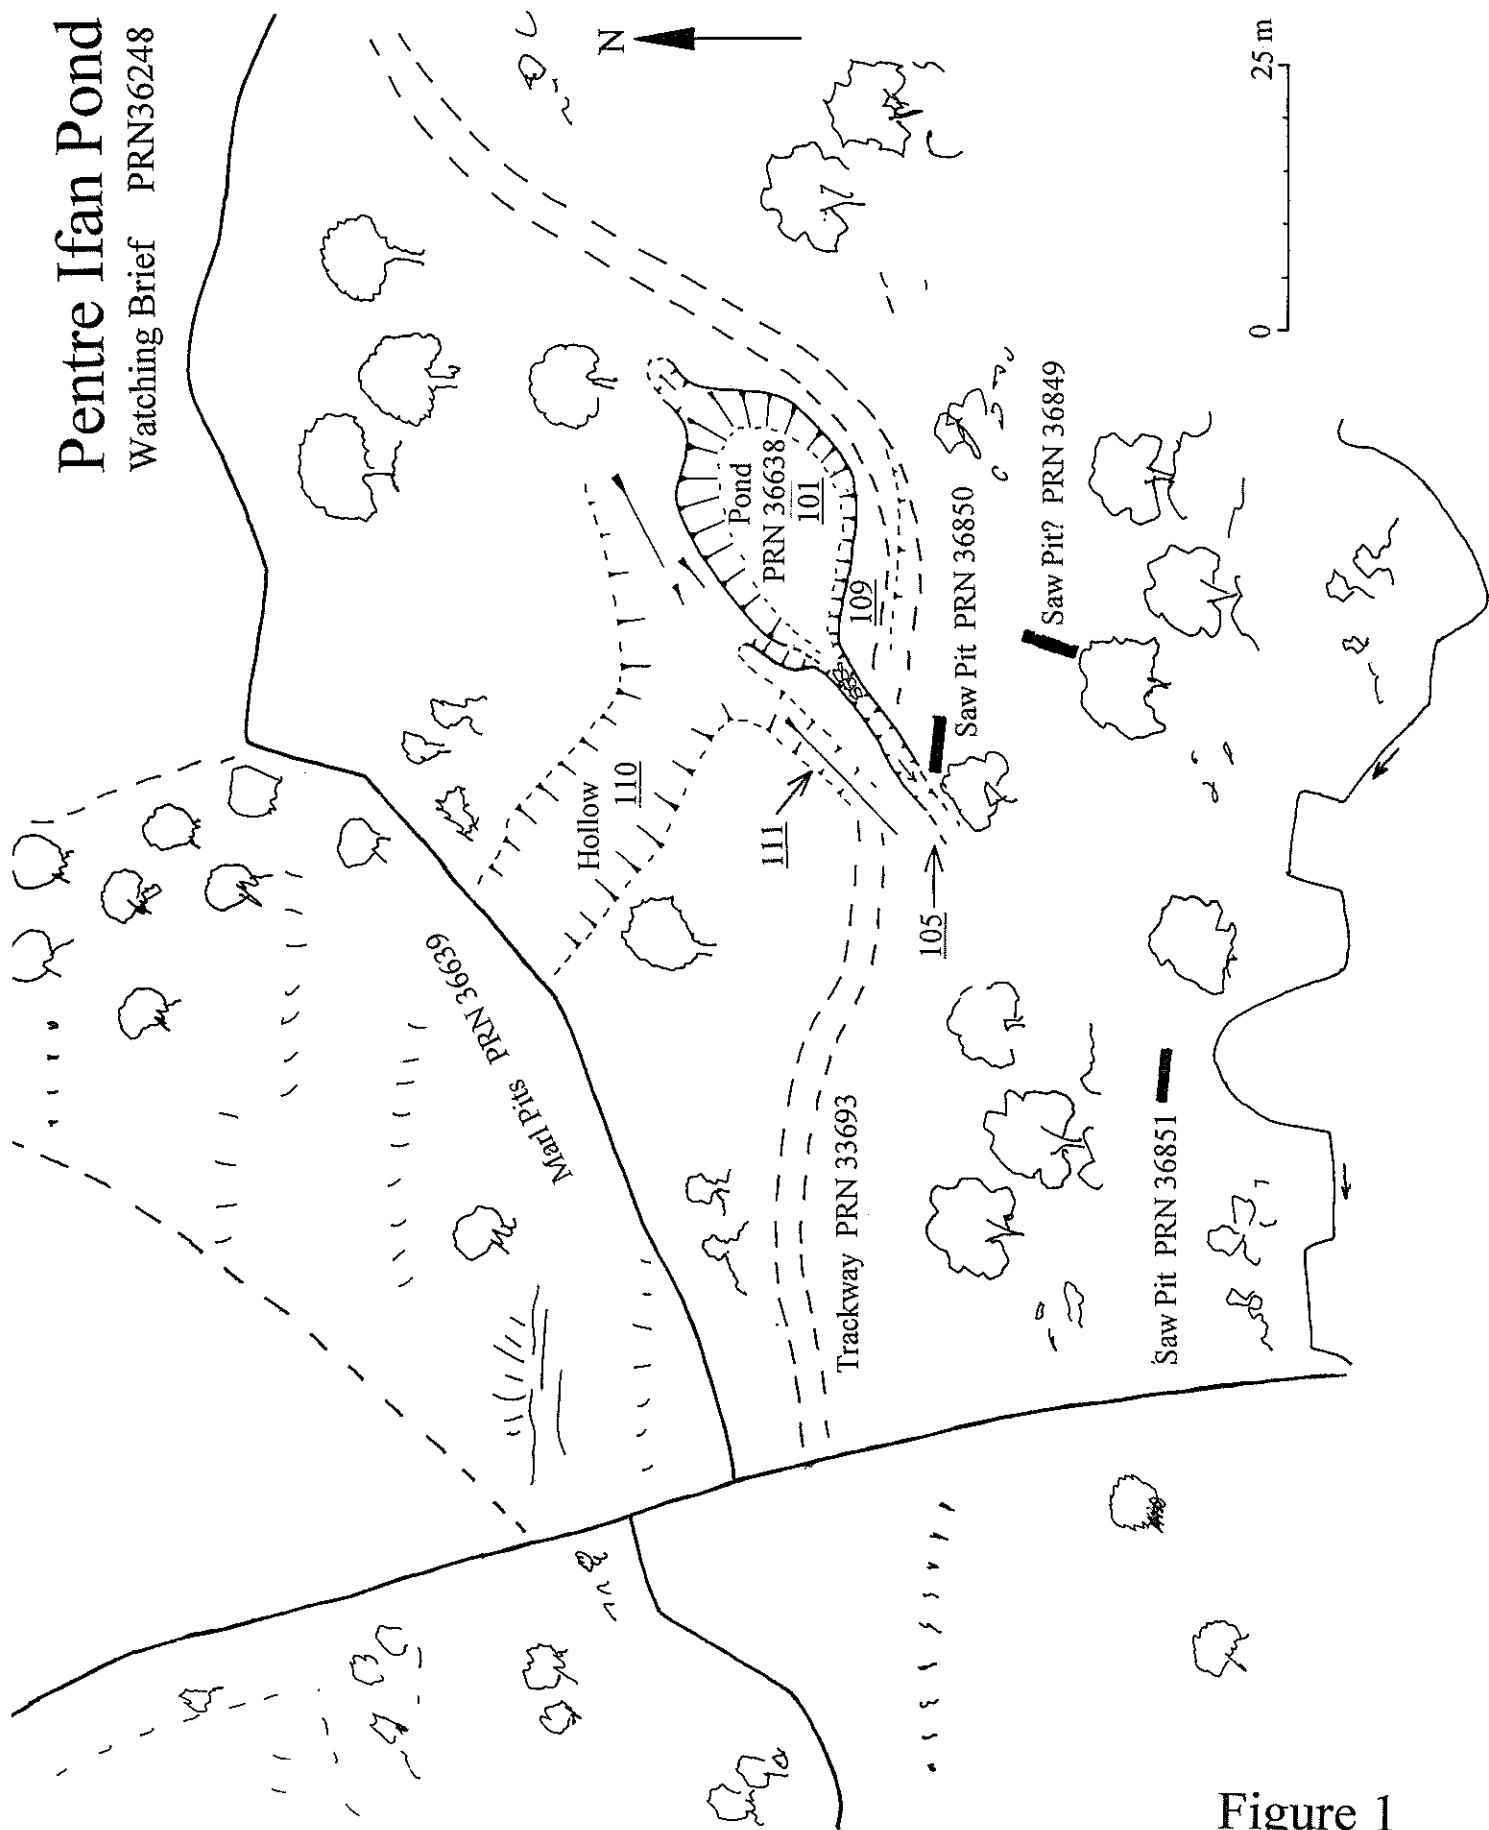 Pentre Ifan Pond
Watching Brief PRN36248
N
Marl Pits PRN 36639
Hollow
110
Pond
PRN 36638
101
109
111
105
Trackway PRN 33693
Saw Pit PRN 36850
Saw Pit? PRN 36849
Saw Pit PRN 36851
0
25 m
Figure 1